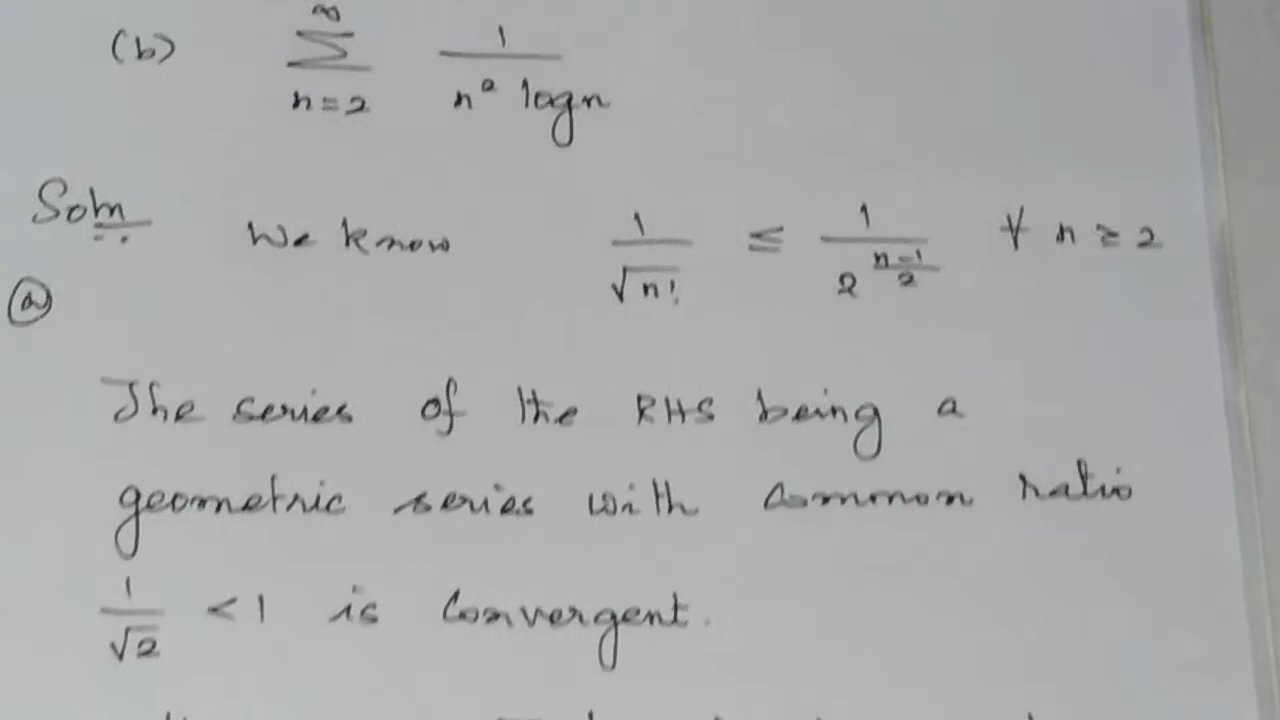 (b) ∑_{n=2}^{∞} 1/(n² log n)
Soln We know 1/√n! ≤ 1/2^{(n-1)/2} ∀ n ≥ 2
(a)
The series of the RHS being a
geometric series with common ratio
1/√2 < 1 is convergent.